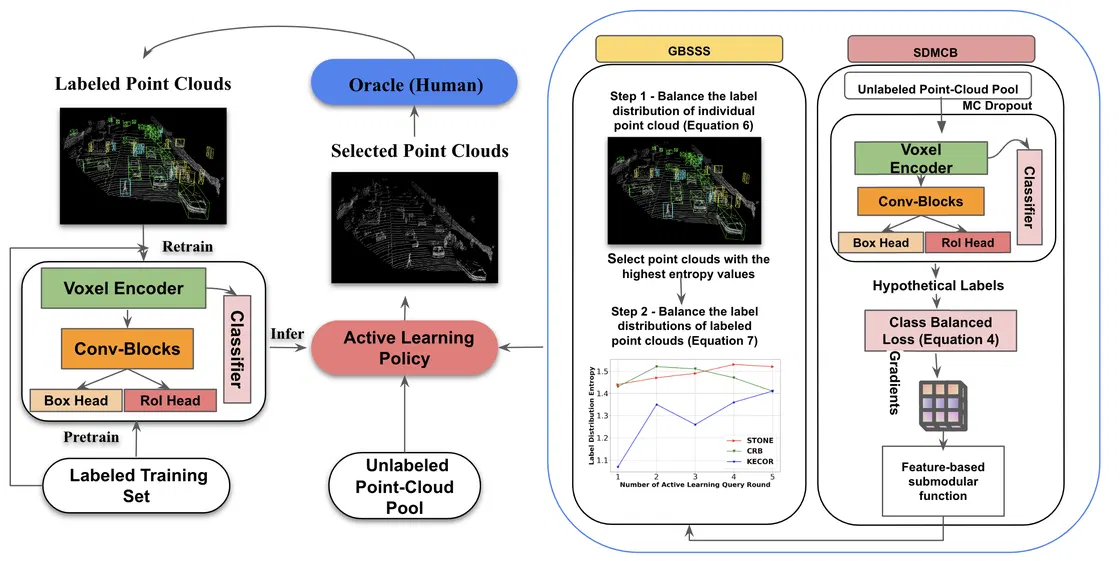 Labeled Point Clouds
Oracle (Human)
Selected Point Clouds
Retrain
Voxel Encoder
Conv-Blocks
Box Head
RoI Head
Classifier
Pretrain
Labeled Training
Set
Infer
Active Learning
Policy
Unlabeled
Point-Cloud
Pool
GBSSS
Step 1 - Balance the label
distribution of individual
point cloud (Equation 6)
Select point clouds with the
highest entropy values
Step 2 - Balance the label
distributions of labeled
point clouds (Equation 7)
Label Distribution Entropy
1.5
1.4
1.3
1.2
1.1
STONE
CRB
KECOR
1 2 3 4 5
Number of Active Learning Query Round
SDMCB
Unlabeled Point-Cloud Pool
MC Dropout
Voxel
Encoder
Conv-Blocks
Box Head
RoI Head
Classifier
Hypothetical Labels
Class Balanced
Loss (Equation 4)
Gradients
Feature-based
submodular
function